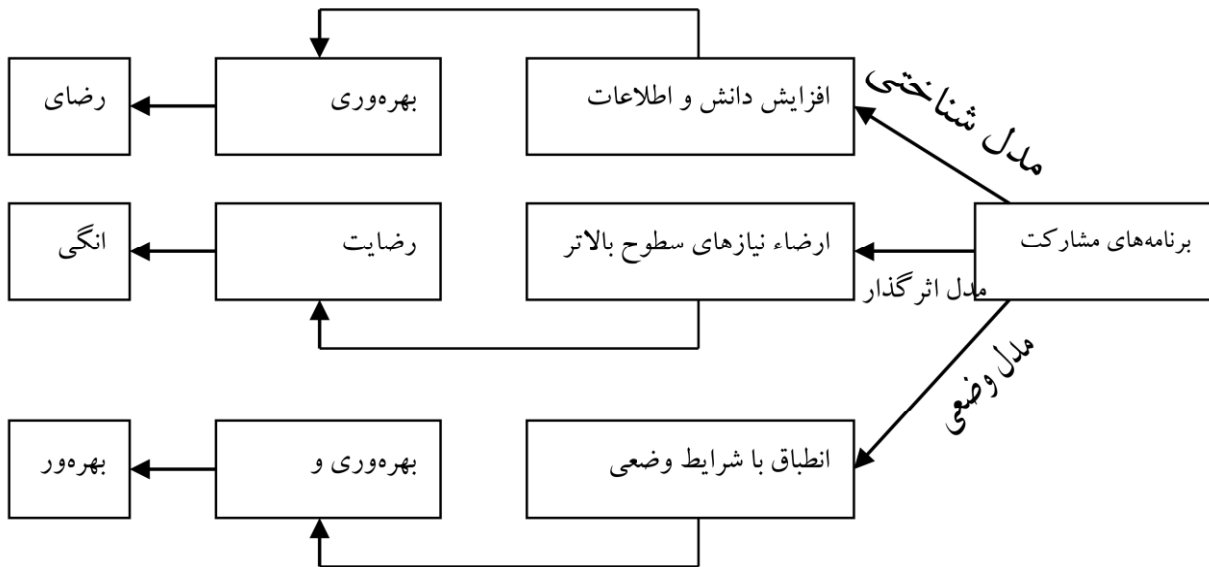 افزایش دانش و اطلاعات
بهره‌وری
رضای
مدل شناختی
برنامه‌های مشارکت
ارضاء نیازهای سطوح بالاتر
رضایت
انگی
مدل اثرگذار
مدل وضعی
انطباق با شرایط وضعی
بهره‌وری و
بهره‌ور